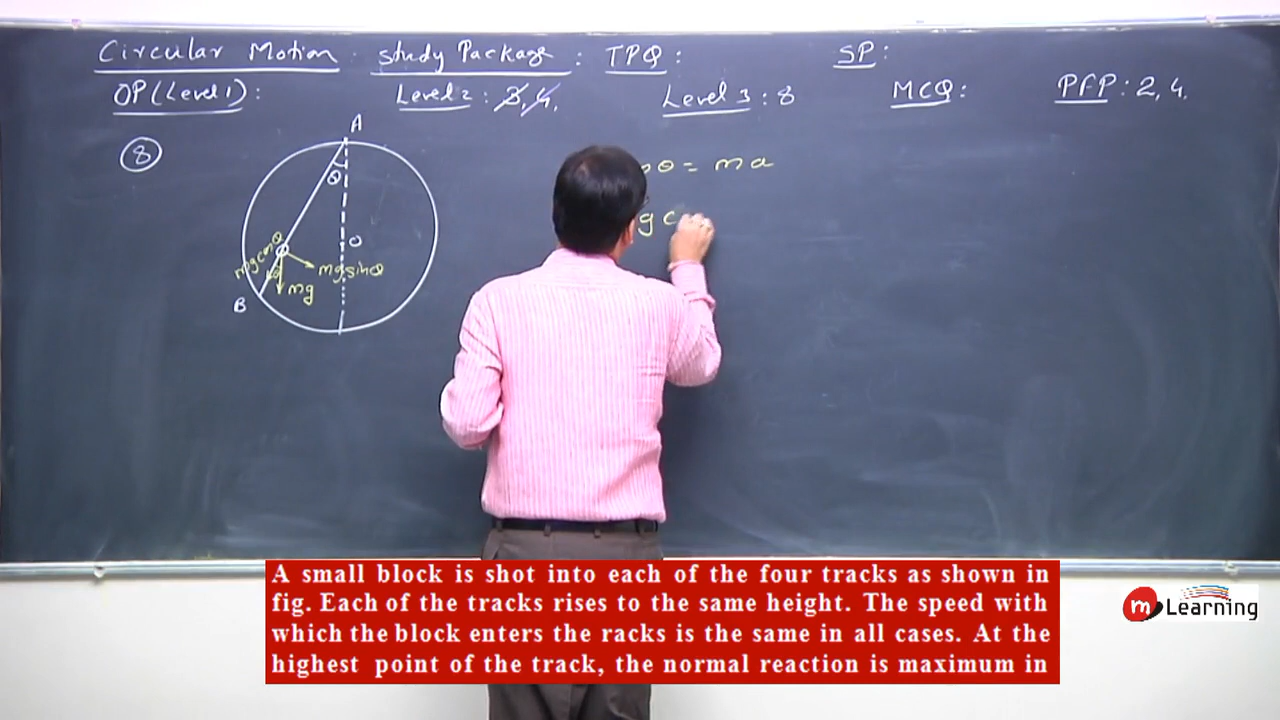 Circular Motion study Package : TPQ : SP :
OP (Level 1) : Level 2 : 3, 4. Level 3 : 8 MCQ : PFP : 2, 4.
8
A
θ
O
mg cosθ
θ
mg sinθ
mg
B
θ = ma
g c
A small block is shot into each of the four tracks as shown in
fig. Each of the tracks rises to the same height. The speed with
which the block enters the racks is the same in all cases. At the
highest point of the track, the normal reaction is maximum in
m Learning